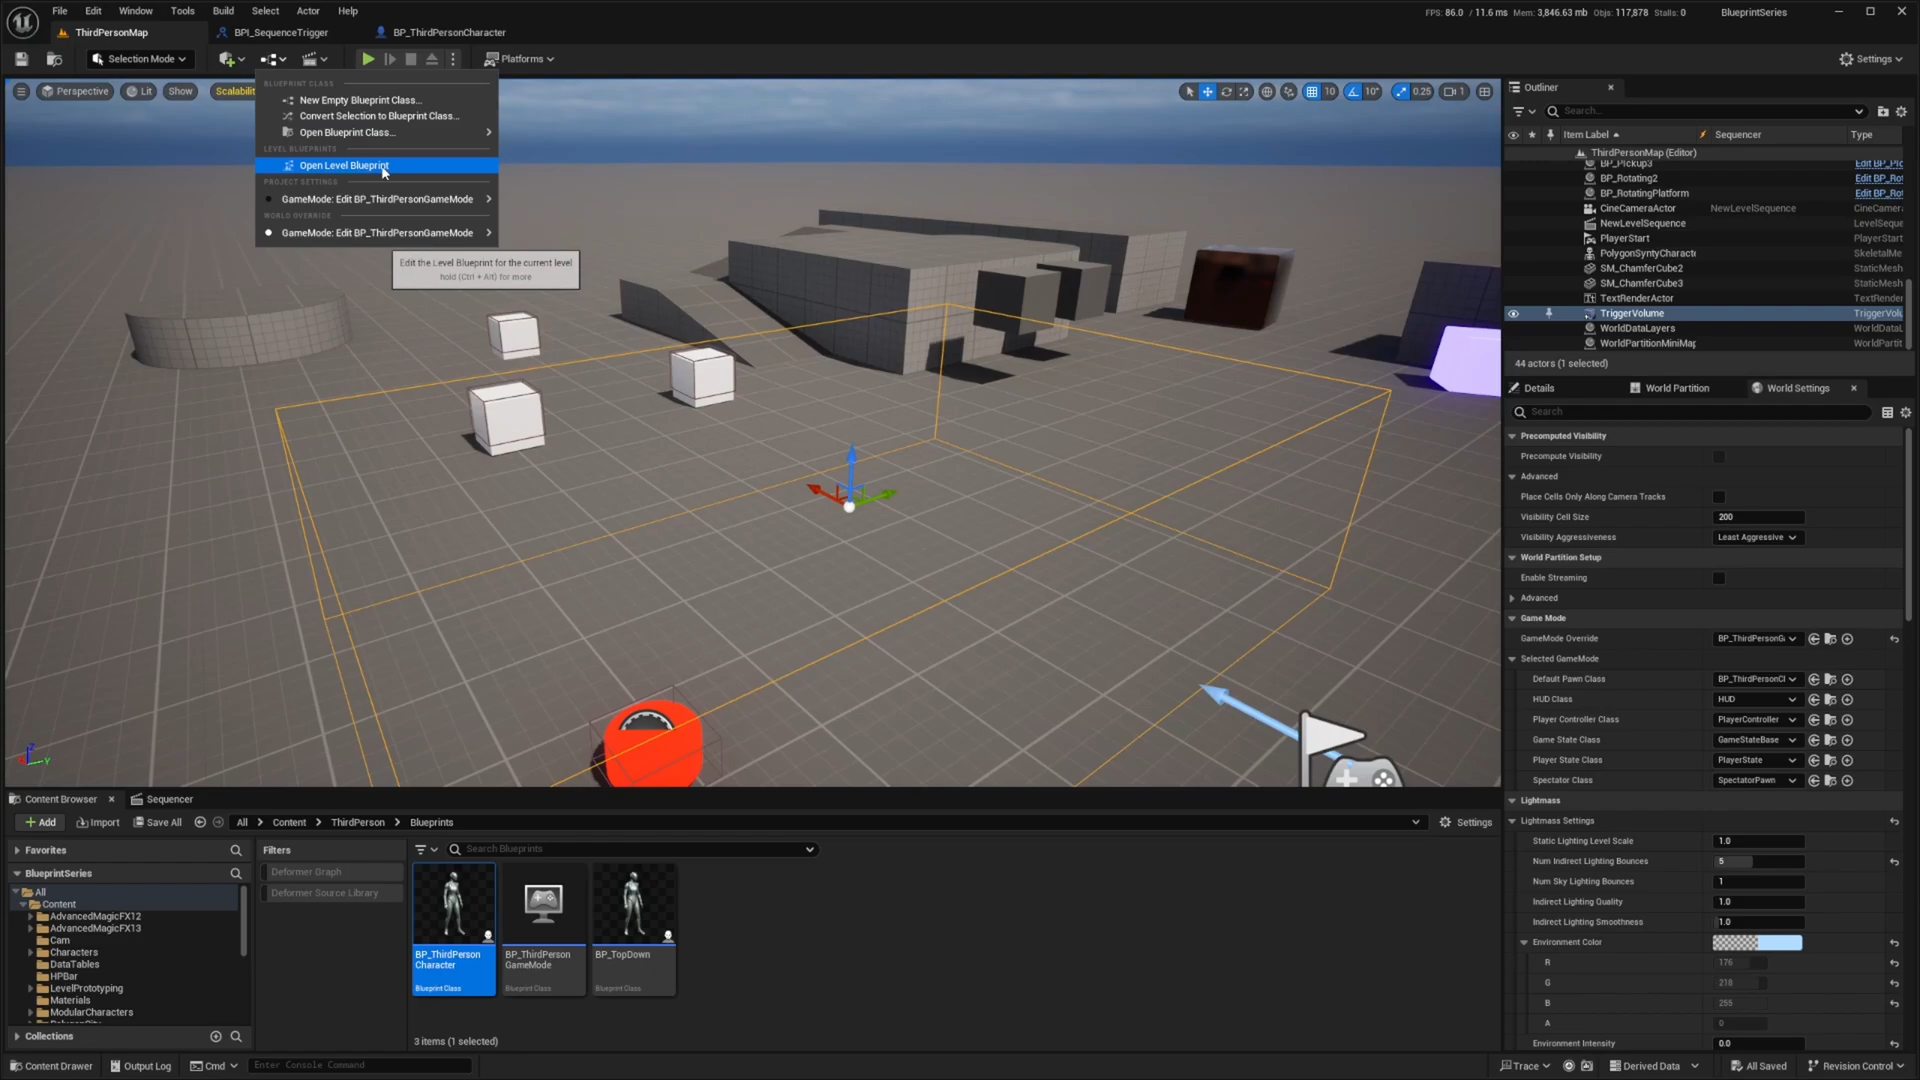 File Edit Window Tools Build Select Actor Help
FPS: 86.0 / 11.6 ms Mem: 3,846.63 mb Objs: 117,878 Stalls: 0 BlueprintSeries
ThirdPersonMap BPI_SequenceTrigger BP_ThirdPersonCharacter
Selection Mode Platforms Settings
Perspective Lit Show Scalabili
10 10° 0.25 1
BLUEPRINT CLASS
New Empty Blueprint Class...
Convert Selection to Blueprint Class...
Open Blueprint Class...
LEVEL BLUEPRINTS
Open Level Blueprint
PROJECT SETTINGS
GameMode: Edit BP_ThirdPersonGameMode
WORLD OVERRIDE
GameMode: Edit BP_ThirdPersonGameMode
Edit the Level Blueprint for the current level
hold (Ctrl + Alt) for more
Outliner
Search...
Item Label Sequencer Type
ThirdPersonMap (Editor)
BP_Pickup3 Edit BP_Pic
BP_Rotating2 Edit BP_Rot
BP_RotatingPlatform Edit BP_Rot
CineCameraActor NewLevelSequence CineCamera
NewLevelSequence LevelSeque
PlayerStart PlayerStart
PolygonSyntyCharacte SkeletalMe
SM_ChamferCube2 StaticMesh
SM_ChamferCube3 StaticMesh
TextRenderActor TextRender
TriggerVolume TriggerVolu
WorldDataLayers WorldDataL
WorldPartitionMiniMap WorldPartit
44 actors (1 selected)
Details World Partition World Settings
Search
Precomputed Visibility
Precompute Visibility
Advanced
Place Cells Only Along Camera Tracks
Visibility Cell Size 200
Visibility Aggressiveness Least Aggressive
World Partition Setup
Enable Streaming
Advanced
Game Mode
GameMode Override BP_ThirdPersonG
Selected GameMode
Default Pawn Class BP_ThirdPersonCl
HUD Class HUD
Player Controller Class PlayerController
Game State Class GameStateBase
Player State Class PlayerState
Spectator Class SpectatorPawn
Lightmass
Lightmass Settings
Static Lighting Level Scale 1.0
Num Indirect Lighting Bounces 5
Num Sky Lighting Bounces 1
Indirect Lighting Quality 1.0
Indirect Lighting Smoothness 1.0
Environment Color
R 176
G 218
B 255
A 0
Environment Intensity 0.0
Content Browser Sequencer
Add Import Save All All Content ThirdPerson Blueprints Settings
Favorites Filters Search Blueprints
BlueprintSeries
Deformer Graph
Deformer Source Library
All
Content
AdvancedMagicFX12
AdvancedMagicFX13
Cam
Characters
DataTables
HPBar
LevelPrototyping
Materials
ModularCharacters
Collections
BP_ThirdPerson
Character
Blueprint Class
BP_ThirdPerson
GameMode
Blueprint Class
BP_TopDown
Blueprint Class
3 items (1 selected)
Content Drawer Output Log Cmd Enter Console Command
Trace Derived Data All Saved Revision Control